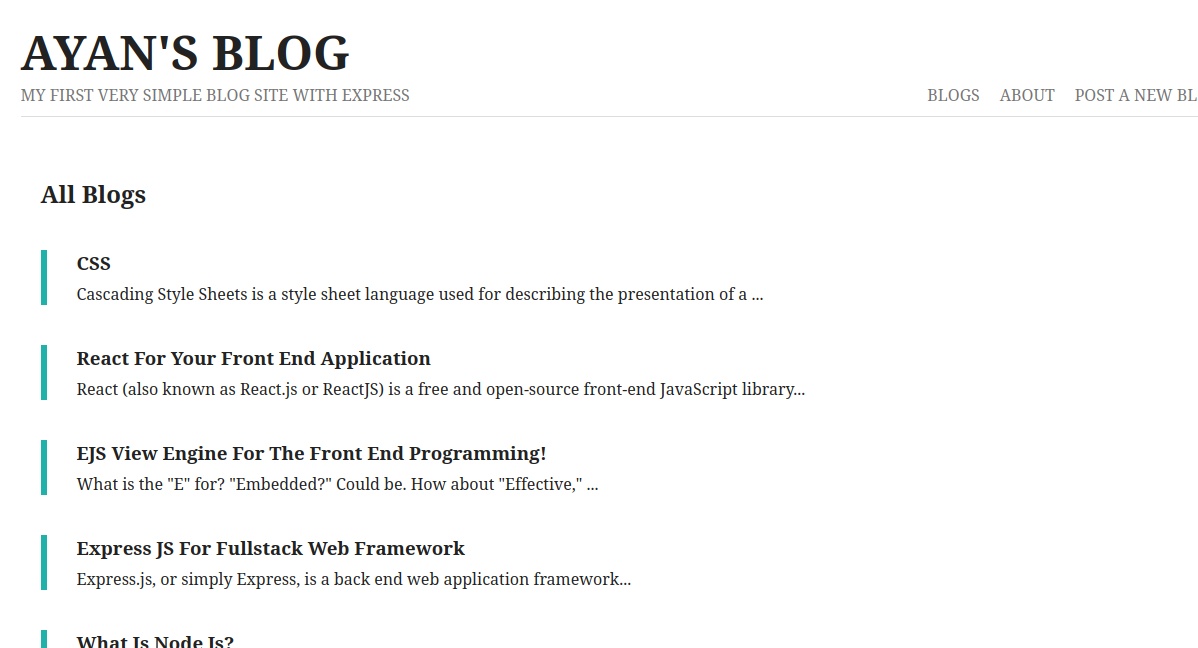 AYAN'S BLOG
MY FIRST VERY SIMPLE BLOG SITE WITH EXPRESS
BLOGS ABOUT POST A NEW BL
All Blogs
CSS
Cascading Style Sheets is a style sheet language used for describing the presentation of a ...
React For Your Front End Application
React (also known as React.js or ReactJS) is a free and open-source front-end JavaScript library...
EJS View Engine For The Front End Programming!
What is the "E" for? "Embedded?" Could be. How about "Effective," ...
Express JS For Fullstack Web Framework
Express.js, or simply Express, is a back end web application framework...
What Is Node Js?